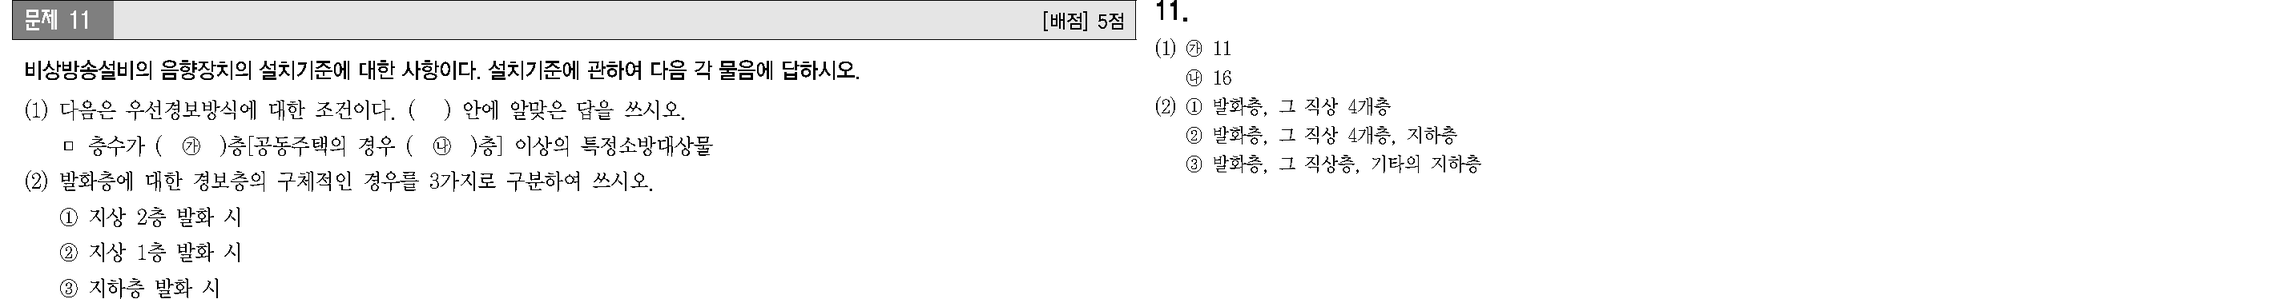 문제 11
[배점] 5점
비상방송설비의 음향장치의 설치기준에 대한 사항이다. 설치기준에 관하여 다음 각 물음에 답하시오.
(1) 다음은 우선경보방식에 대한 조건이다. (    ) 안에 알맞은 답을 쓰시오.
ㅁ 층수가 ( ㉮ )층[공동주택의 경우 ( ㉯ )층] 이상의 특정소방대상물
(2) 발화층에 대한 경보층의 구체적인 경우를 3가지로 구분하여 쓰시오.
① 지상 2층 발화 시
② 지상 1층 발화 시
③ 지하층 발화 시
11.
(1) ㉮ 11
㉯ 16
(2) ① 발화층, 그 직상 4개층
② 발화층, 그 직상 4개층, 지하층
③ 발화층, 그 직상층, 기타의 지하층